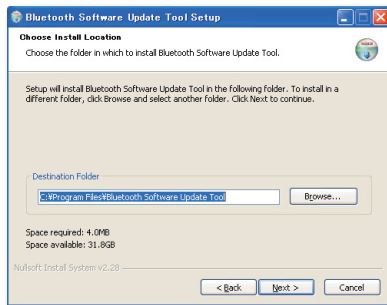 Bluetooth Software Update Tool Setup
Choose Install Location
Choose the folder in which to install Bluetooth Software Update Tool.
Setup will install Bluetooth Software Update Tool in the following folder. To install in a
different folder, click Browse and select another folder. Click Next to continue.
Destination Folder
C:¥Program Files¥Bluetooth Software Update Tool
Browse...
Space required: 4.0MB
Space available: 31.8GB
Nullsoft Install System v2.28
< Back
Next >
Cancel